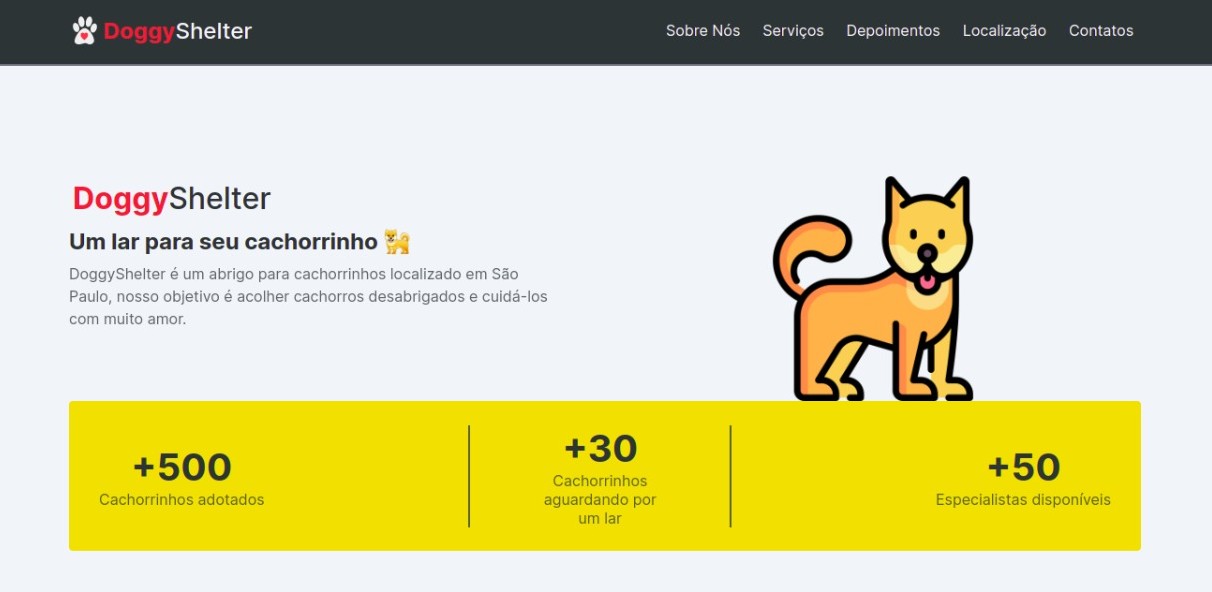 DoggyShelter
Sobre Nós
Serviços
Depoimentos
Localização
Contatos
DoggyShelter
Um lar para seu cachorrinho 🐕
DoggyShelter é um abrigo para cachorrinhos localizado em São
Paulo, nosso objetivo é acolher cachorros desabrigados e cuidá-los
com muito amor.
+500
Cachorrinhos adotados
+30
Cachorrinhos
aguardando por
um lar
+50
Especialistas disponíveis